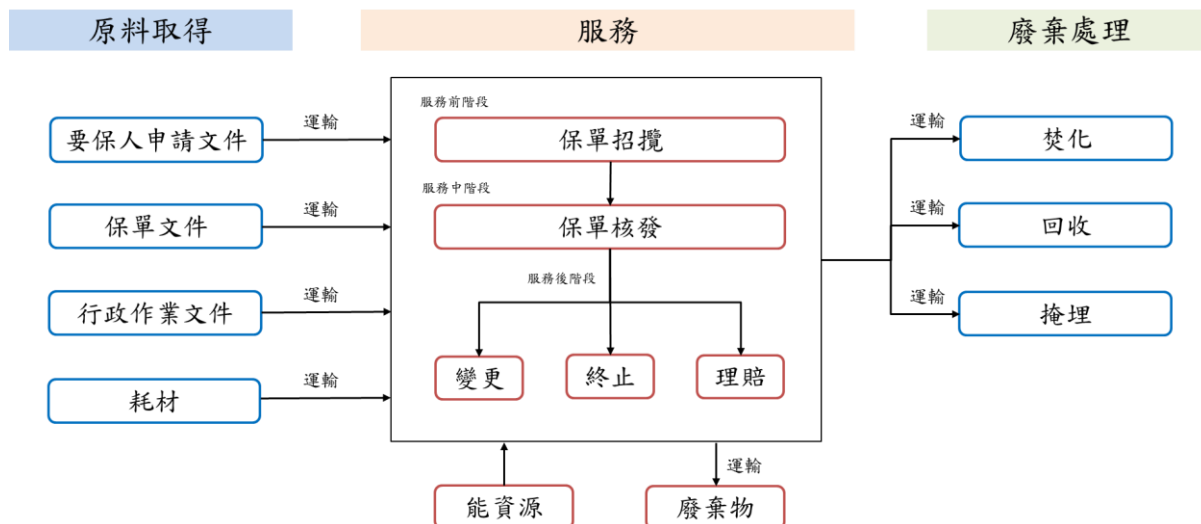 原料取得
服務
廢棄處理
要保人申請文件
運輸
保單文件
運輸
行政作業文件
運輸
耗材
運輸
服務前階段
保單招攬
服務中階段
保單核發
服務後階段
變更
終止
理賠
能資源
運輸
廢棄物
運輸
焚化
運輸
回收
運輸
掩埋